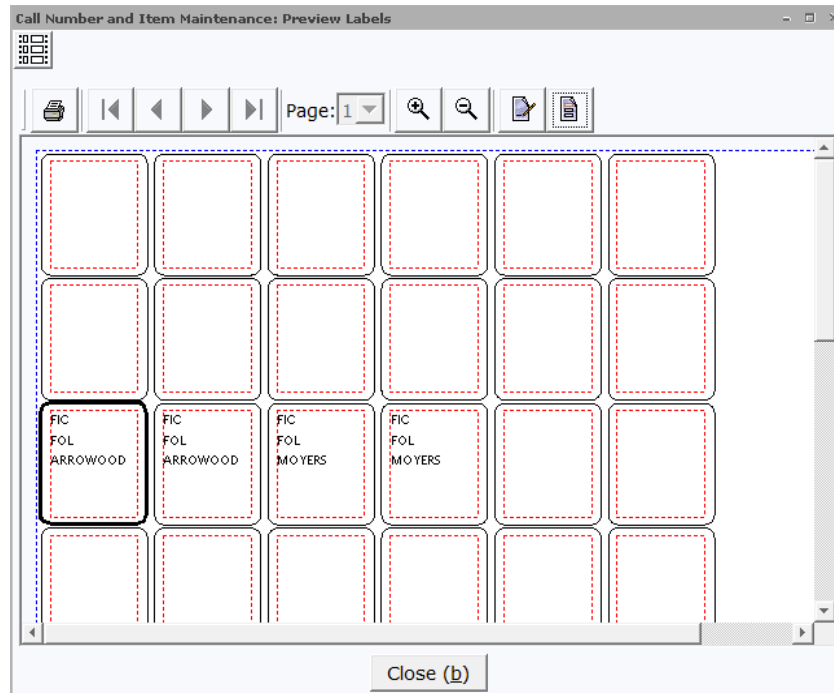 Call Number and Item Maintenance: Preview Labels
Page: 1
FIC FIC FIC FIC
FOL FOL FOL FOL
ARROWOOD ARROWOOD MOYERS MOYERS
Close (b)